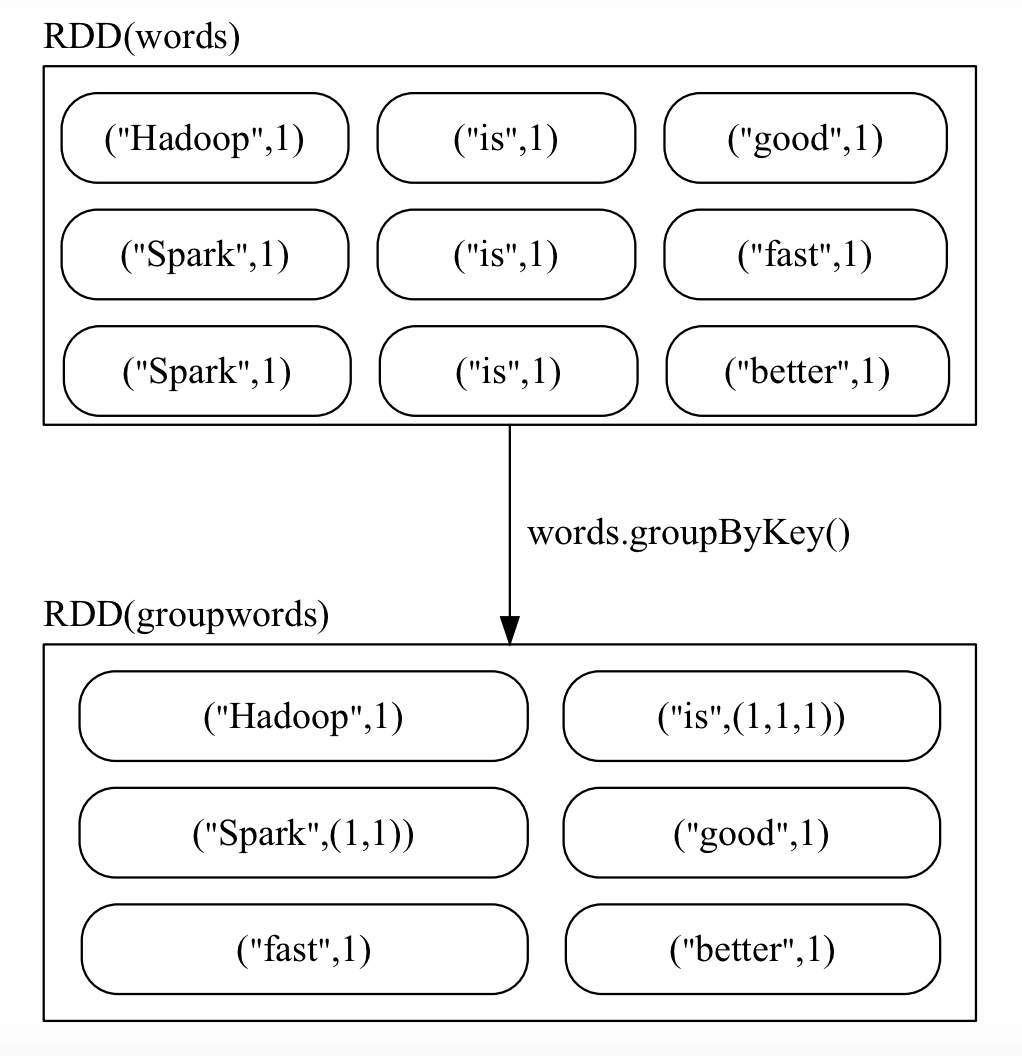 RDD(words)
("Hadoop",1) ("is",1) ("good",1)
("Spark",1) ("is",1) ("fast",1)
("Spark",1) ("is",1) ("better",1)
words.groupByKey()
RDD(groupwords)
("Hadoop",1) ("is",(1,1,1))
("Spark",(1,1)) ("good",1)
("fast",1) ("better",1)